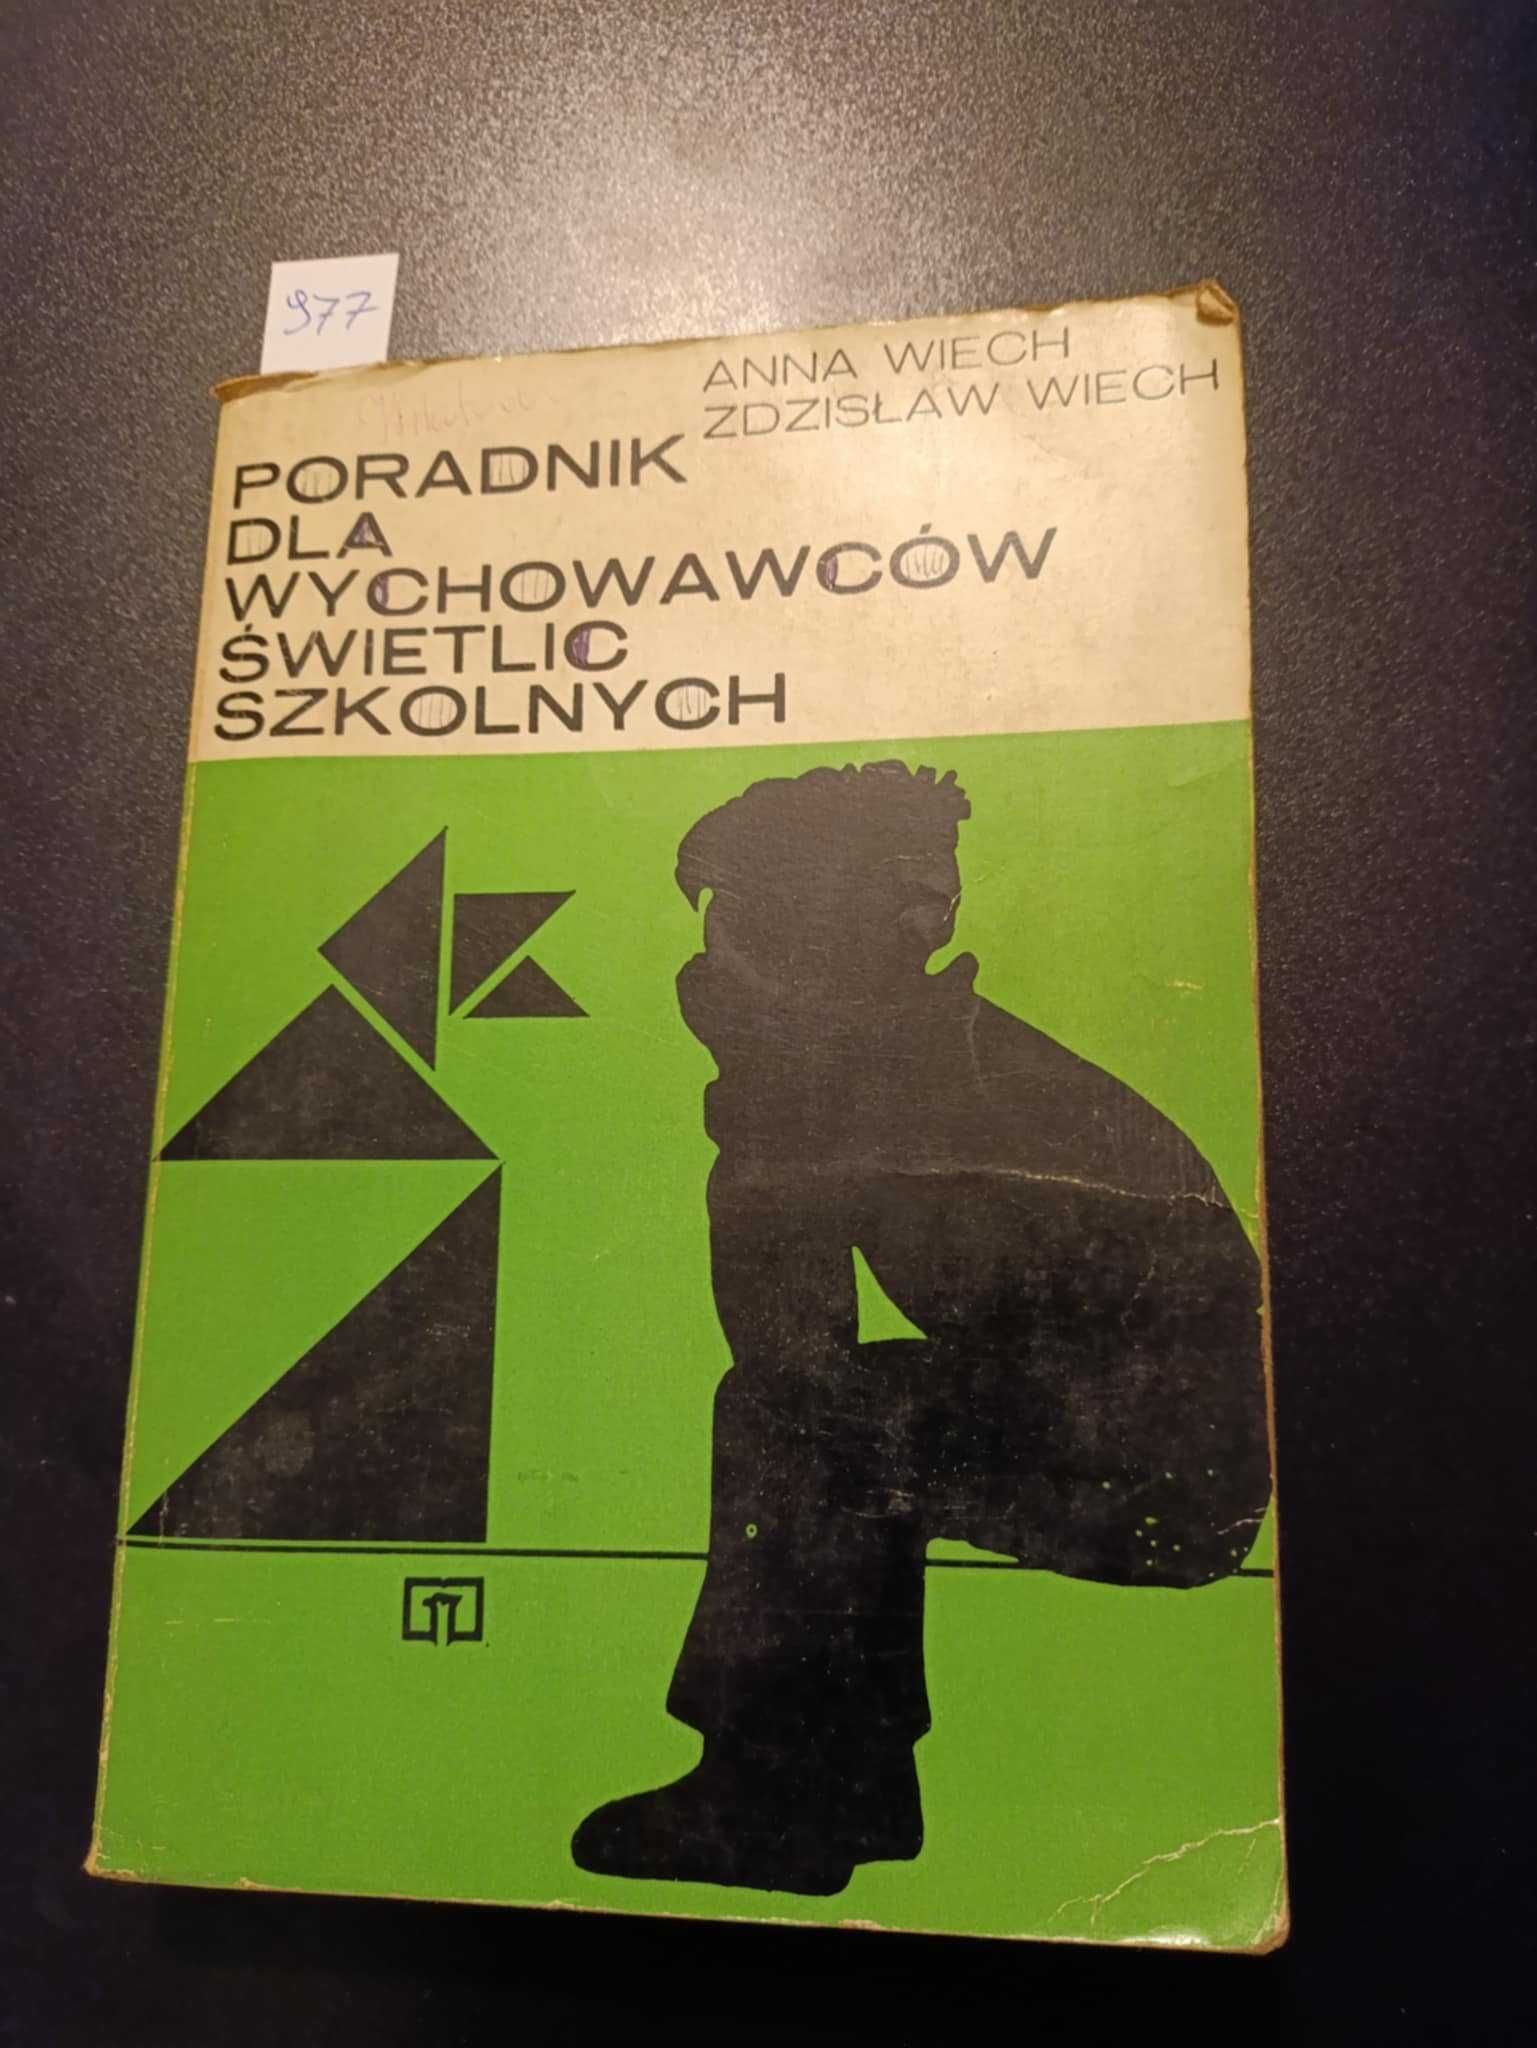 977
ANNA WIECH
ZDZISŁAW WIECH
PORADNIK
DLA
WYCHOWAWCÓW
ŚWIETLIC
SZKOLNYCH